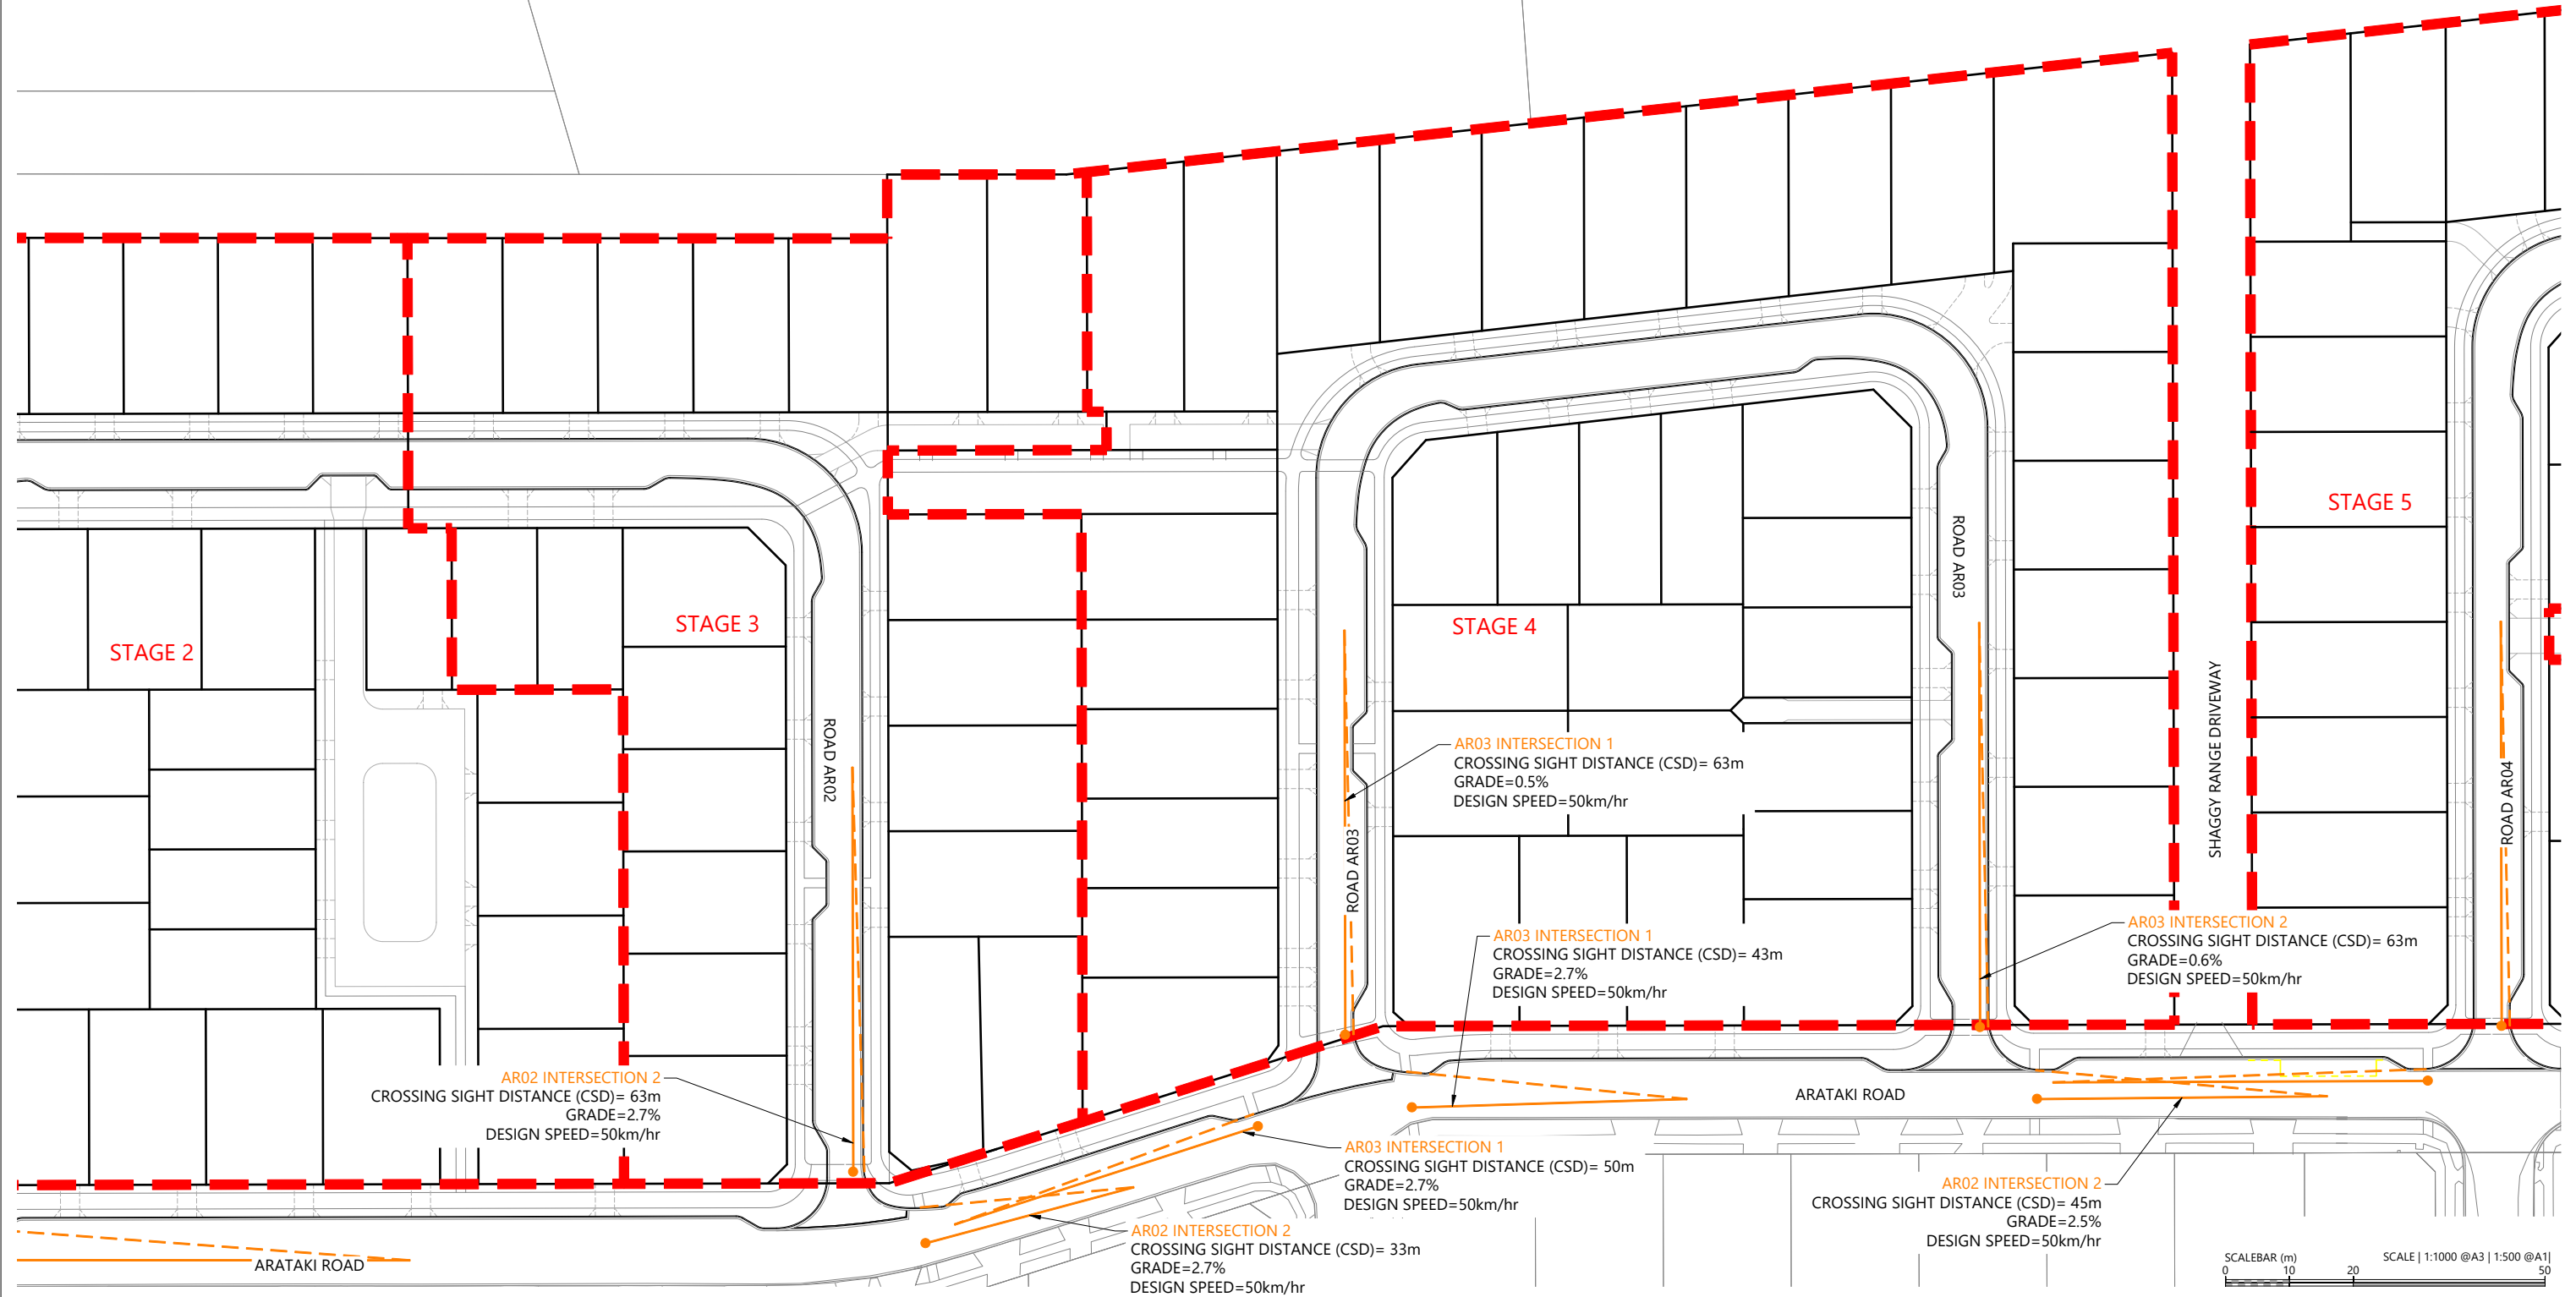 STAGE 5
ROAD AR03
STAGE 3
STAGE 4
STAGE 2
SHAGGY RANGE DRIVEWAY
ROAD AR02
AR03 INTERSECTION 1
CROSSING SIGHT DISTANCE (CSD)= 63m
GRADE=0.5%
DESIGN SPEED=50km/hr
ROAD AR04
ROAD AR03
AR03 INTERSECTION 1
CROSSING SIGHT DISTANCE (CSD)= 43m
GRADE=2.7%
DESIGN SPEED=50km/hr
AR03 INTERSECTION 2
CROSSING SIGHT DISTANCE (CSD)= 63m
GRADE=0.6%
DESIGN SPEED=50km/hr
AR02 INTERSECTION 2
CROSSING SIGHT DISTANCE (CSD)= 63m
GRADE=2.7%
DESIGN SPEED=50km/hr
ARATAKI ROAD
AR03 INTERSECTION 1
CROSSING SIGHT DISTANCE (CSD)= 50m
GRADE=2.7%
DESIGN SPEED=50km/hr
AR02 INTERSECTION 2
CROSSING SIGHT DISTANCE (CSD)= 45m
GRADE=2.5%
DESIGN SPEED=50km/hr
AR02 INTERSECTION 2
CROSSING SIGHT DISTANCE (CSD)= 33m
GRADE=2.7%
DESIGN SPEED=50km/hr
ARATAKI ROAD
SCALEBAR (m) SCALE | 1:1000 @A3 | 1:500 @A1|
0 10 20 50